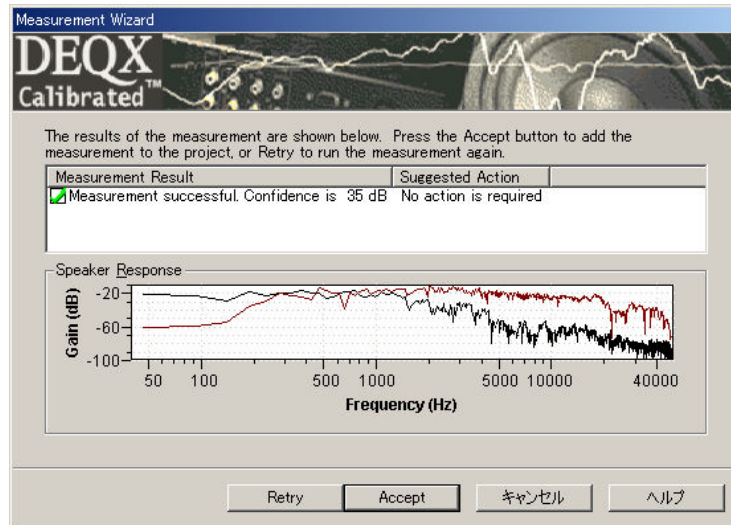 Measurement Wizard
DEQX
Calibrated™
The results of the measurement are shown below. Press the Accept button to add the
measurement to the project, or Retry to run the measurement again.
Measurement Result Suggested Action
Measurement successful. Confidence is 35 dB No action is required
Speaker Response
Gain (dB)
-20
-60
-100
50 100 500 1000 5000 10000 40000
Frequency (Hz)
Retry Accept キャンセル ヘルプ